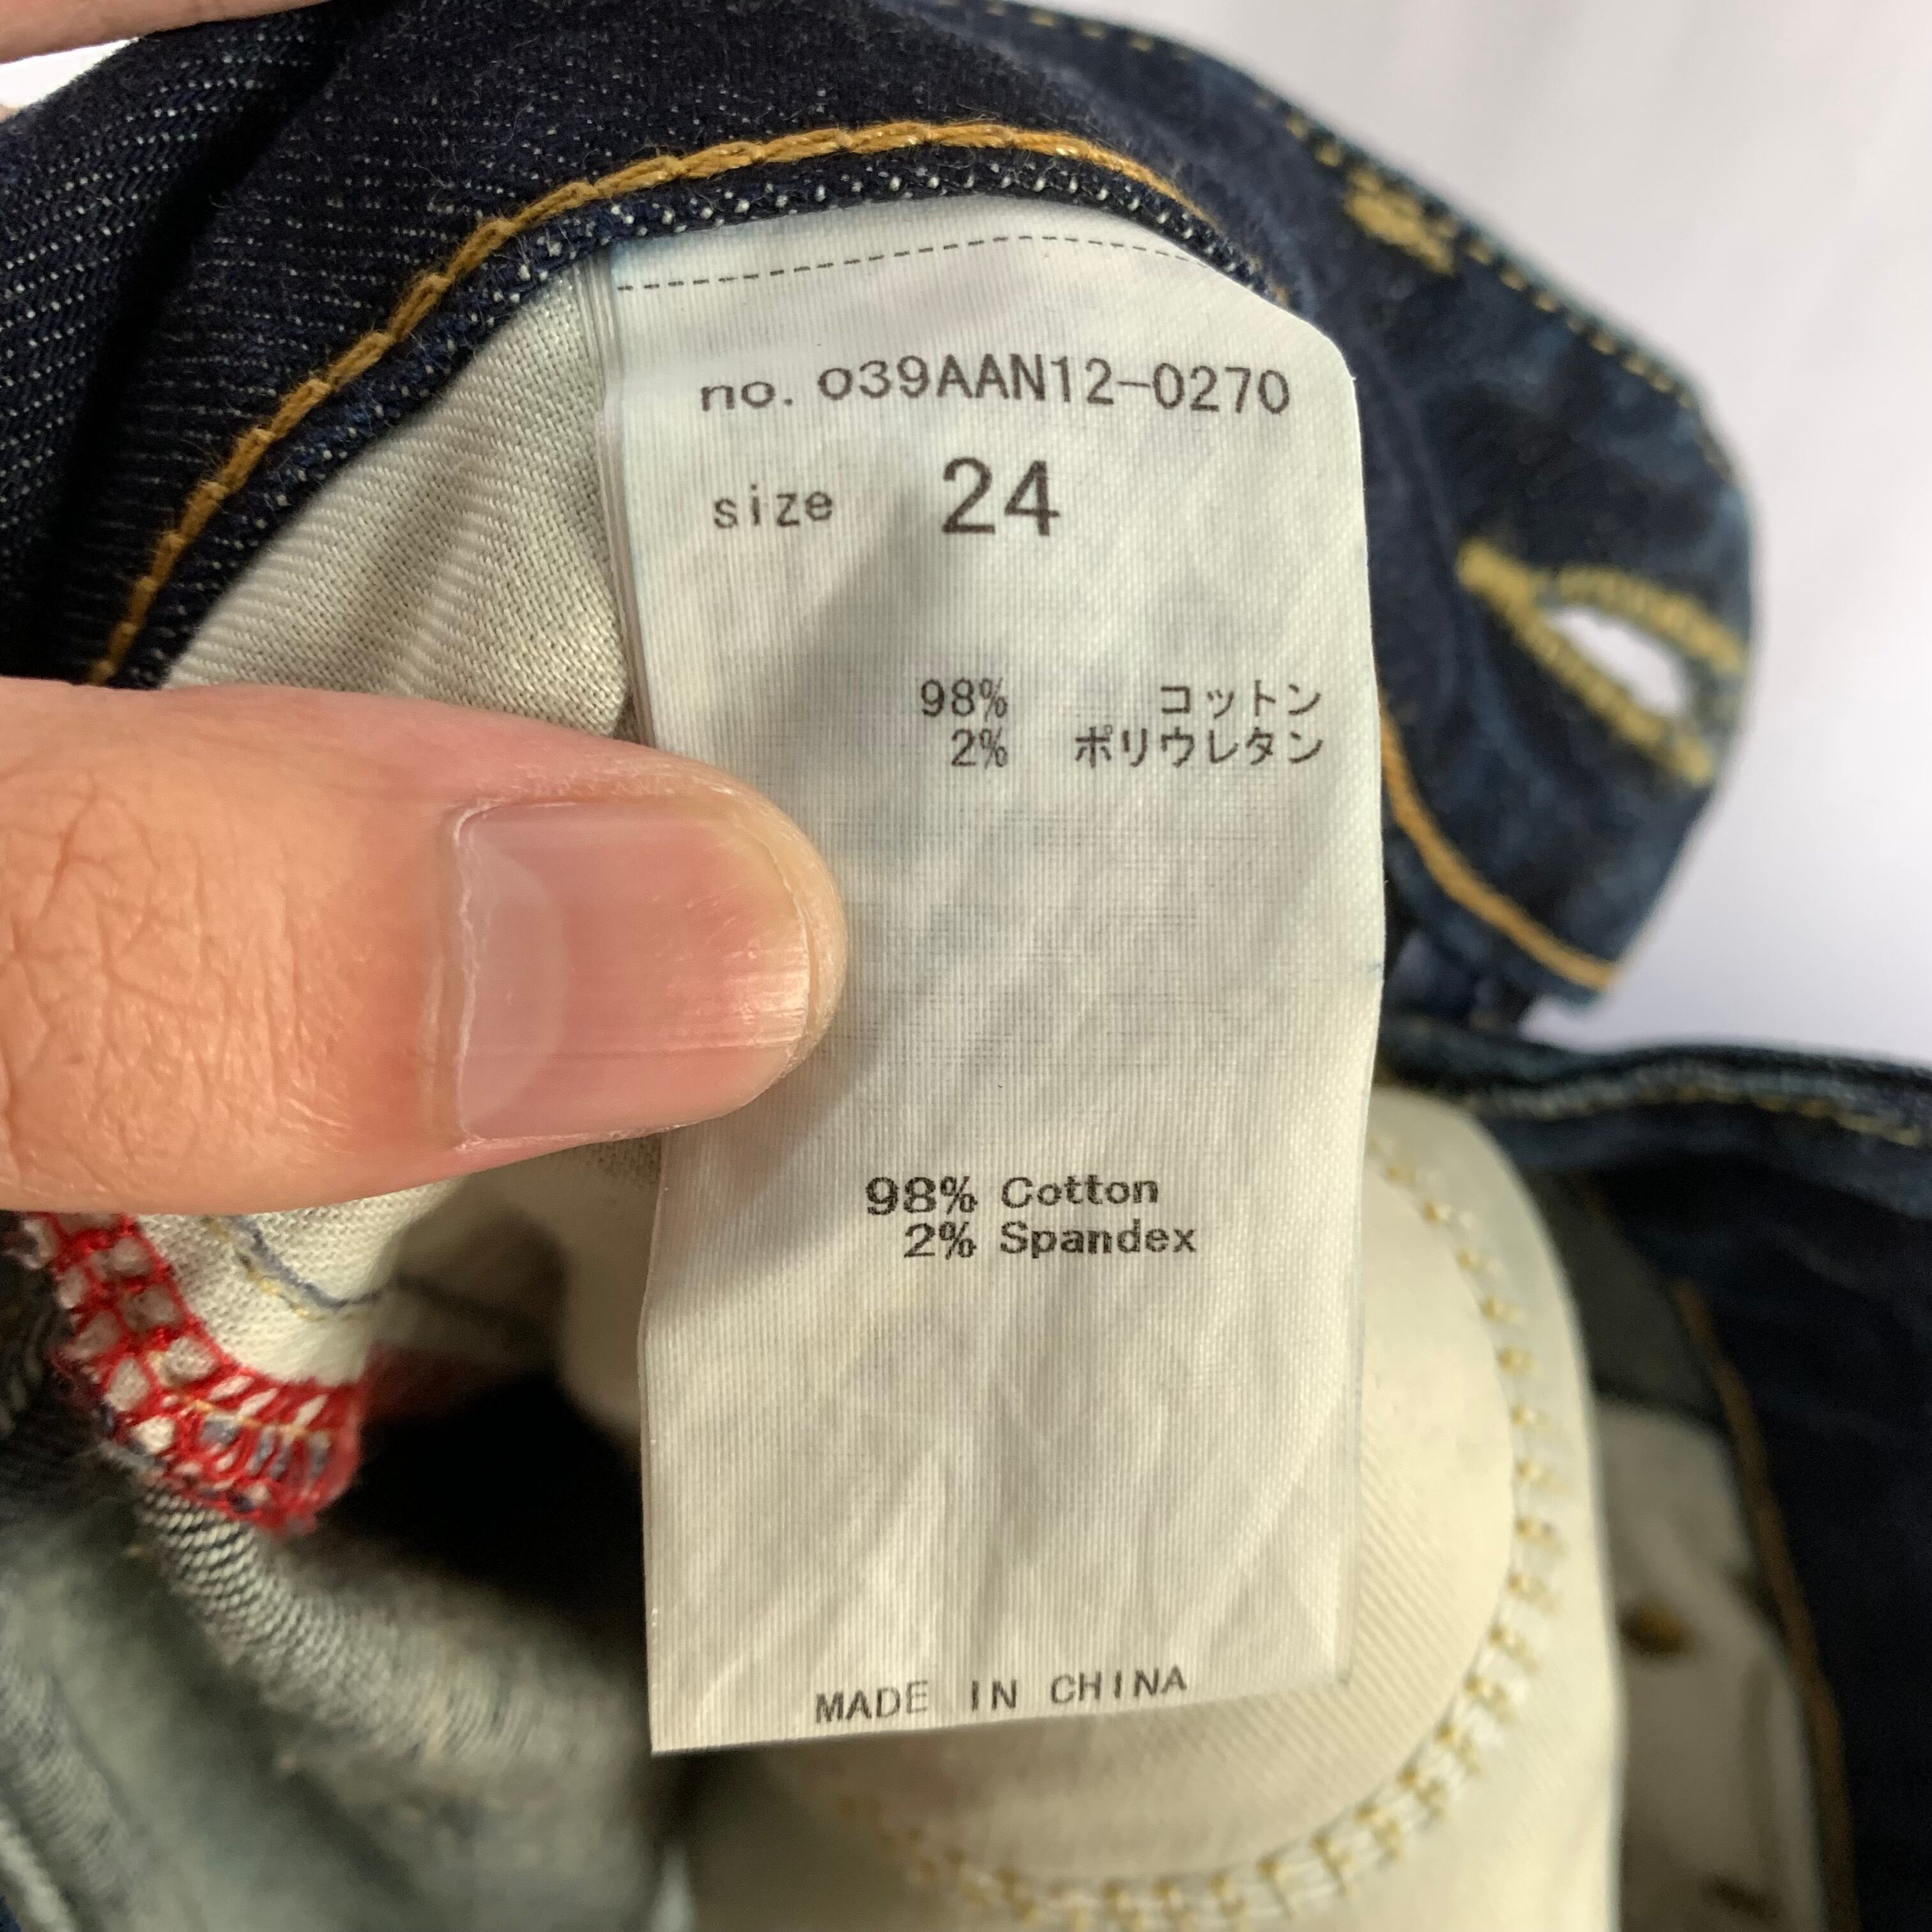 no. 039AAN12-0270
size 24
98% コットン
2% ポリウレタン
98% Cotton
2% Spandex
MADE IN CHINA